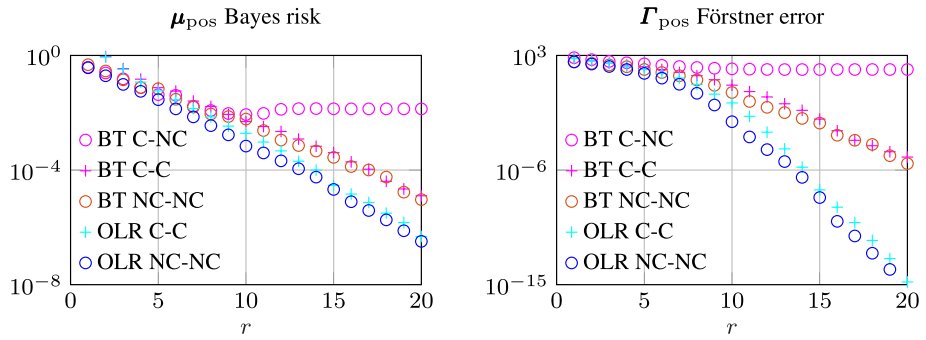 μ_pos Bayes risk
10^0
10^−4
10^−8
BT C-NC
BT C-C
BT NC-NC
OLR C-C
OLR NC-NC
0 5 10 15 20
r
Γ_pos Förstner error
10^3
10^−6
10^−15
BT C-NC
BT C-C
BT NC-NC
OLR C-C
OLR NC-NC
0 5 10 15 20
r